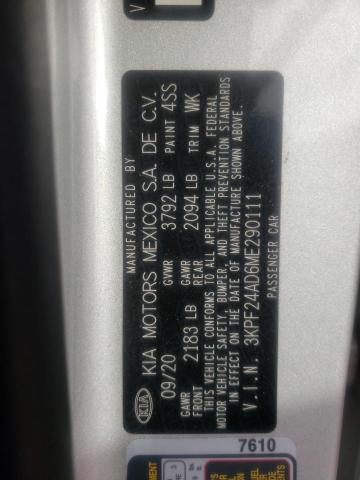 MANUFACTURED BY
KIA KIA MOTORS MEXICO S.A. DE C.V.
09/20 GVWR 3792 LB PAINT 4SS
GAWR FRONT 2183 LB GAWR REAR 2094 LB TRIM WK
THIS VEHICLE CONFORMS TO ALL APPLICABLE U.S.A. FEDERAL
MOTOR VEHICLE SAFETY, BUMPER, AND THEFT PREVENTION STANDARDS
IN EFFECT ON THE DATE OF MANUFACTURE SHOWN ABOVE.
V.I.N. 3KPF24AD6ME290111
PASSENGER CAR
7610
V